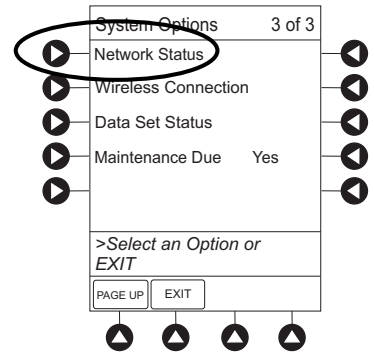 System Options 3 of 3
Network Status
Wireless Connection
Data Set Status
Maintenance Due Yes
>Select an Option or
EXIT
PAGE UP EXIT